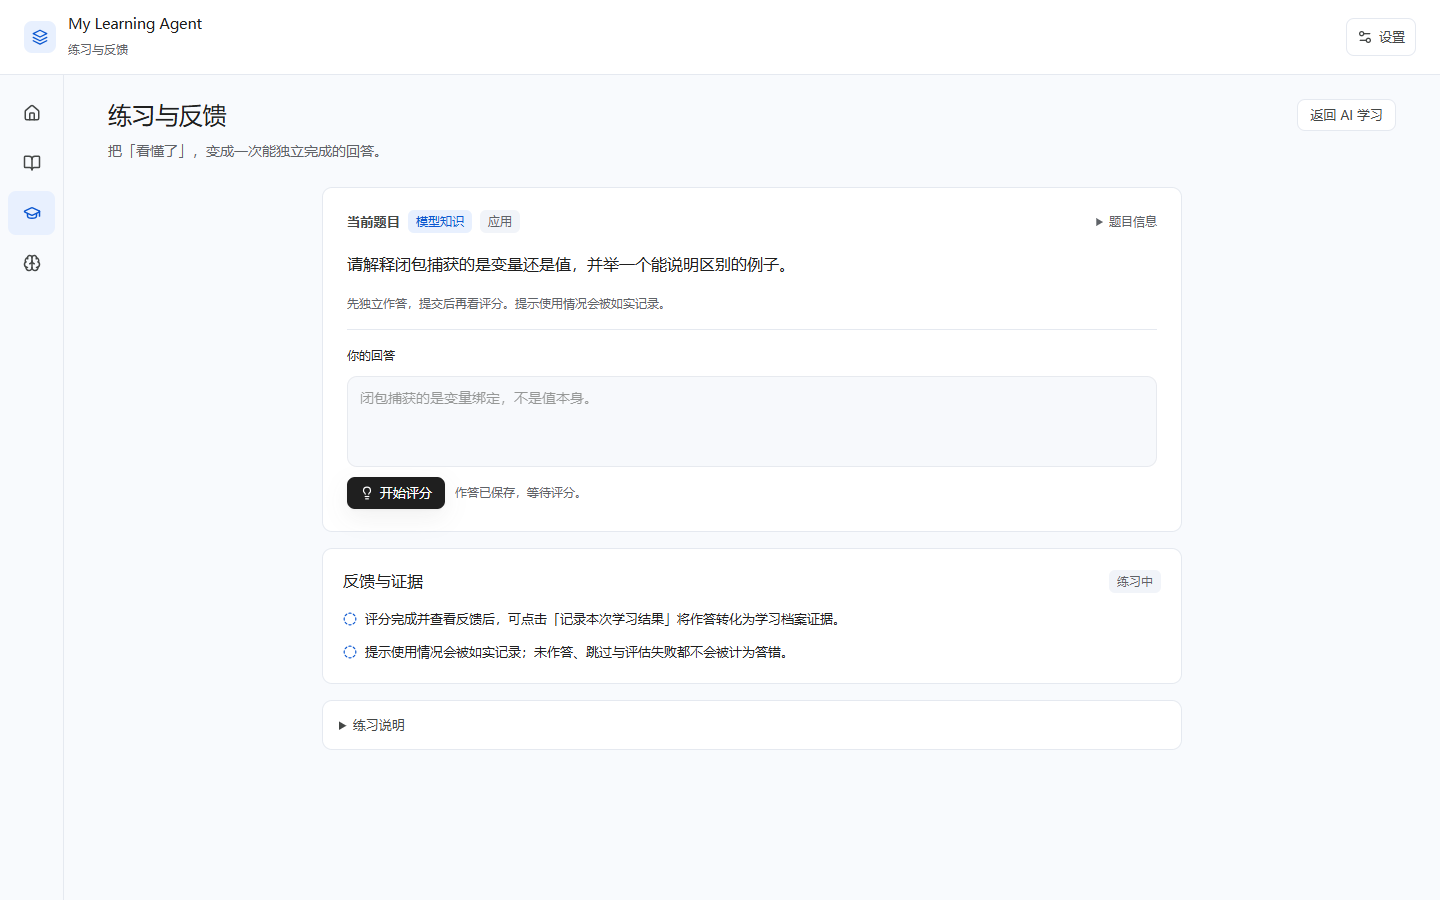 My Learning Agent
练习与反馈
设置
练习与反馈
返回 AI 学习
把「看懂了」，变成一次能独立完成的回答。
当前题目 模型知识 应用
▶ 题目信息
请解释闭包捕获的是变量还是值，并举一个能说明区别的例子。
先独立作答，提交后再看评分。提示使用情况会被如实记录。
你的回答
闭包捕获的是变量绑定，不是值本身。
开始评分 作答已保存，等待评分。
反馈与证据
练习中
评分完成并查看反馈后，可点击「记录本次学习结果」将作答转化为学习档案证据。
提示使用情况会被如实记录；未作答、跳过与评估失败都不会被计为答错。
▶ 练习说明